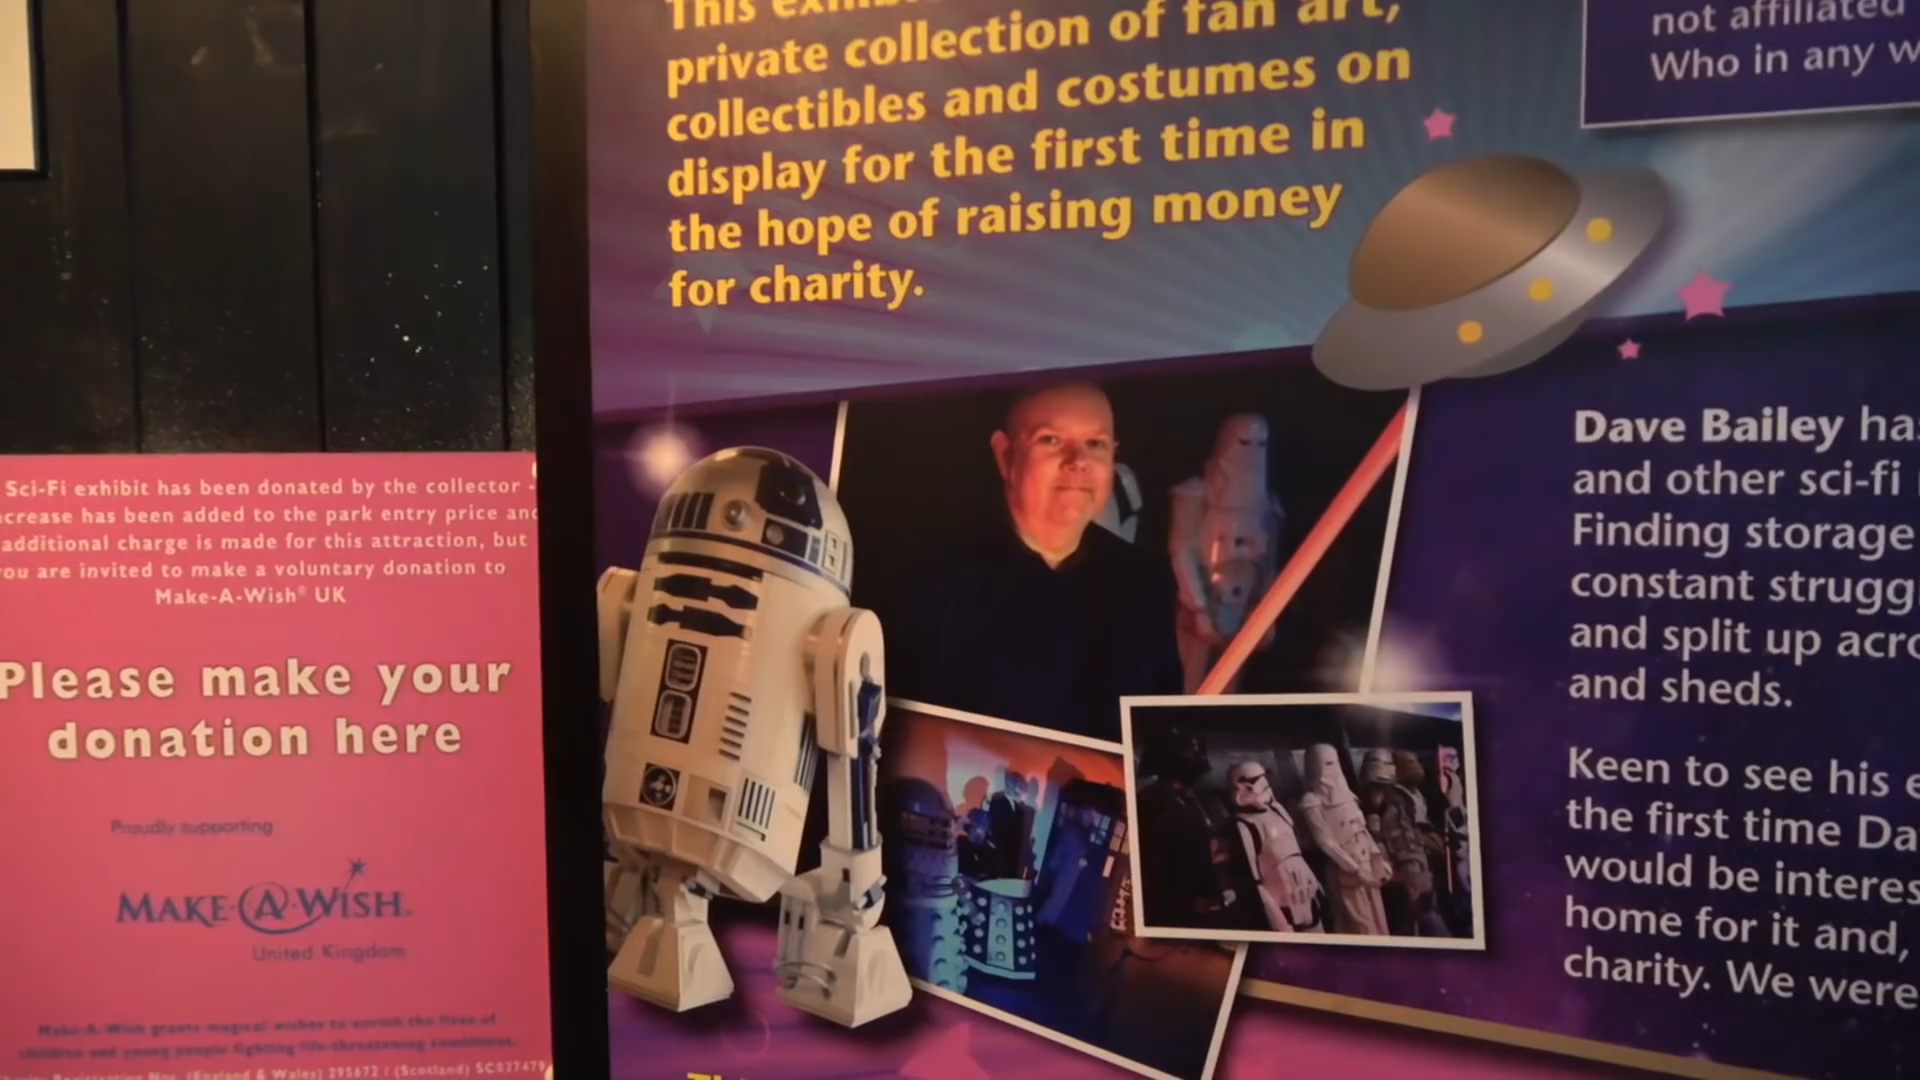 This
private collection of fan art,
collectibles and costumes on
display for the first time in
the hope of raising money
for charity.
not affiliated
Who in any w
Dave Bailey has
and other sci-fi
Finding storage
constant strugg
and split up acro
and sheds.
Keen to see his e
the first time Da
would be interes
home for it and,
charity. We were
Sci-Fi exhibit has been donated by the collector -
crease has been added to the park entry price and
additional charge is made for this attraction, but
ou are invited to make a voluntary donation to
Make-A-Wish® UK
Please make your
donation here
Proudly supporting
MAKE-A-WISH.
United Kingdom
Make-A-Wish grants magical wishes to enrich the lives of
children and young people fighting life-threatening conditions.
Registration Nos. (England & Wales) 295672 / (Scotland) SC037479